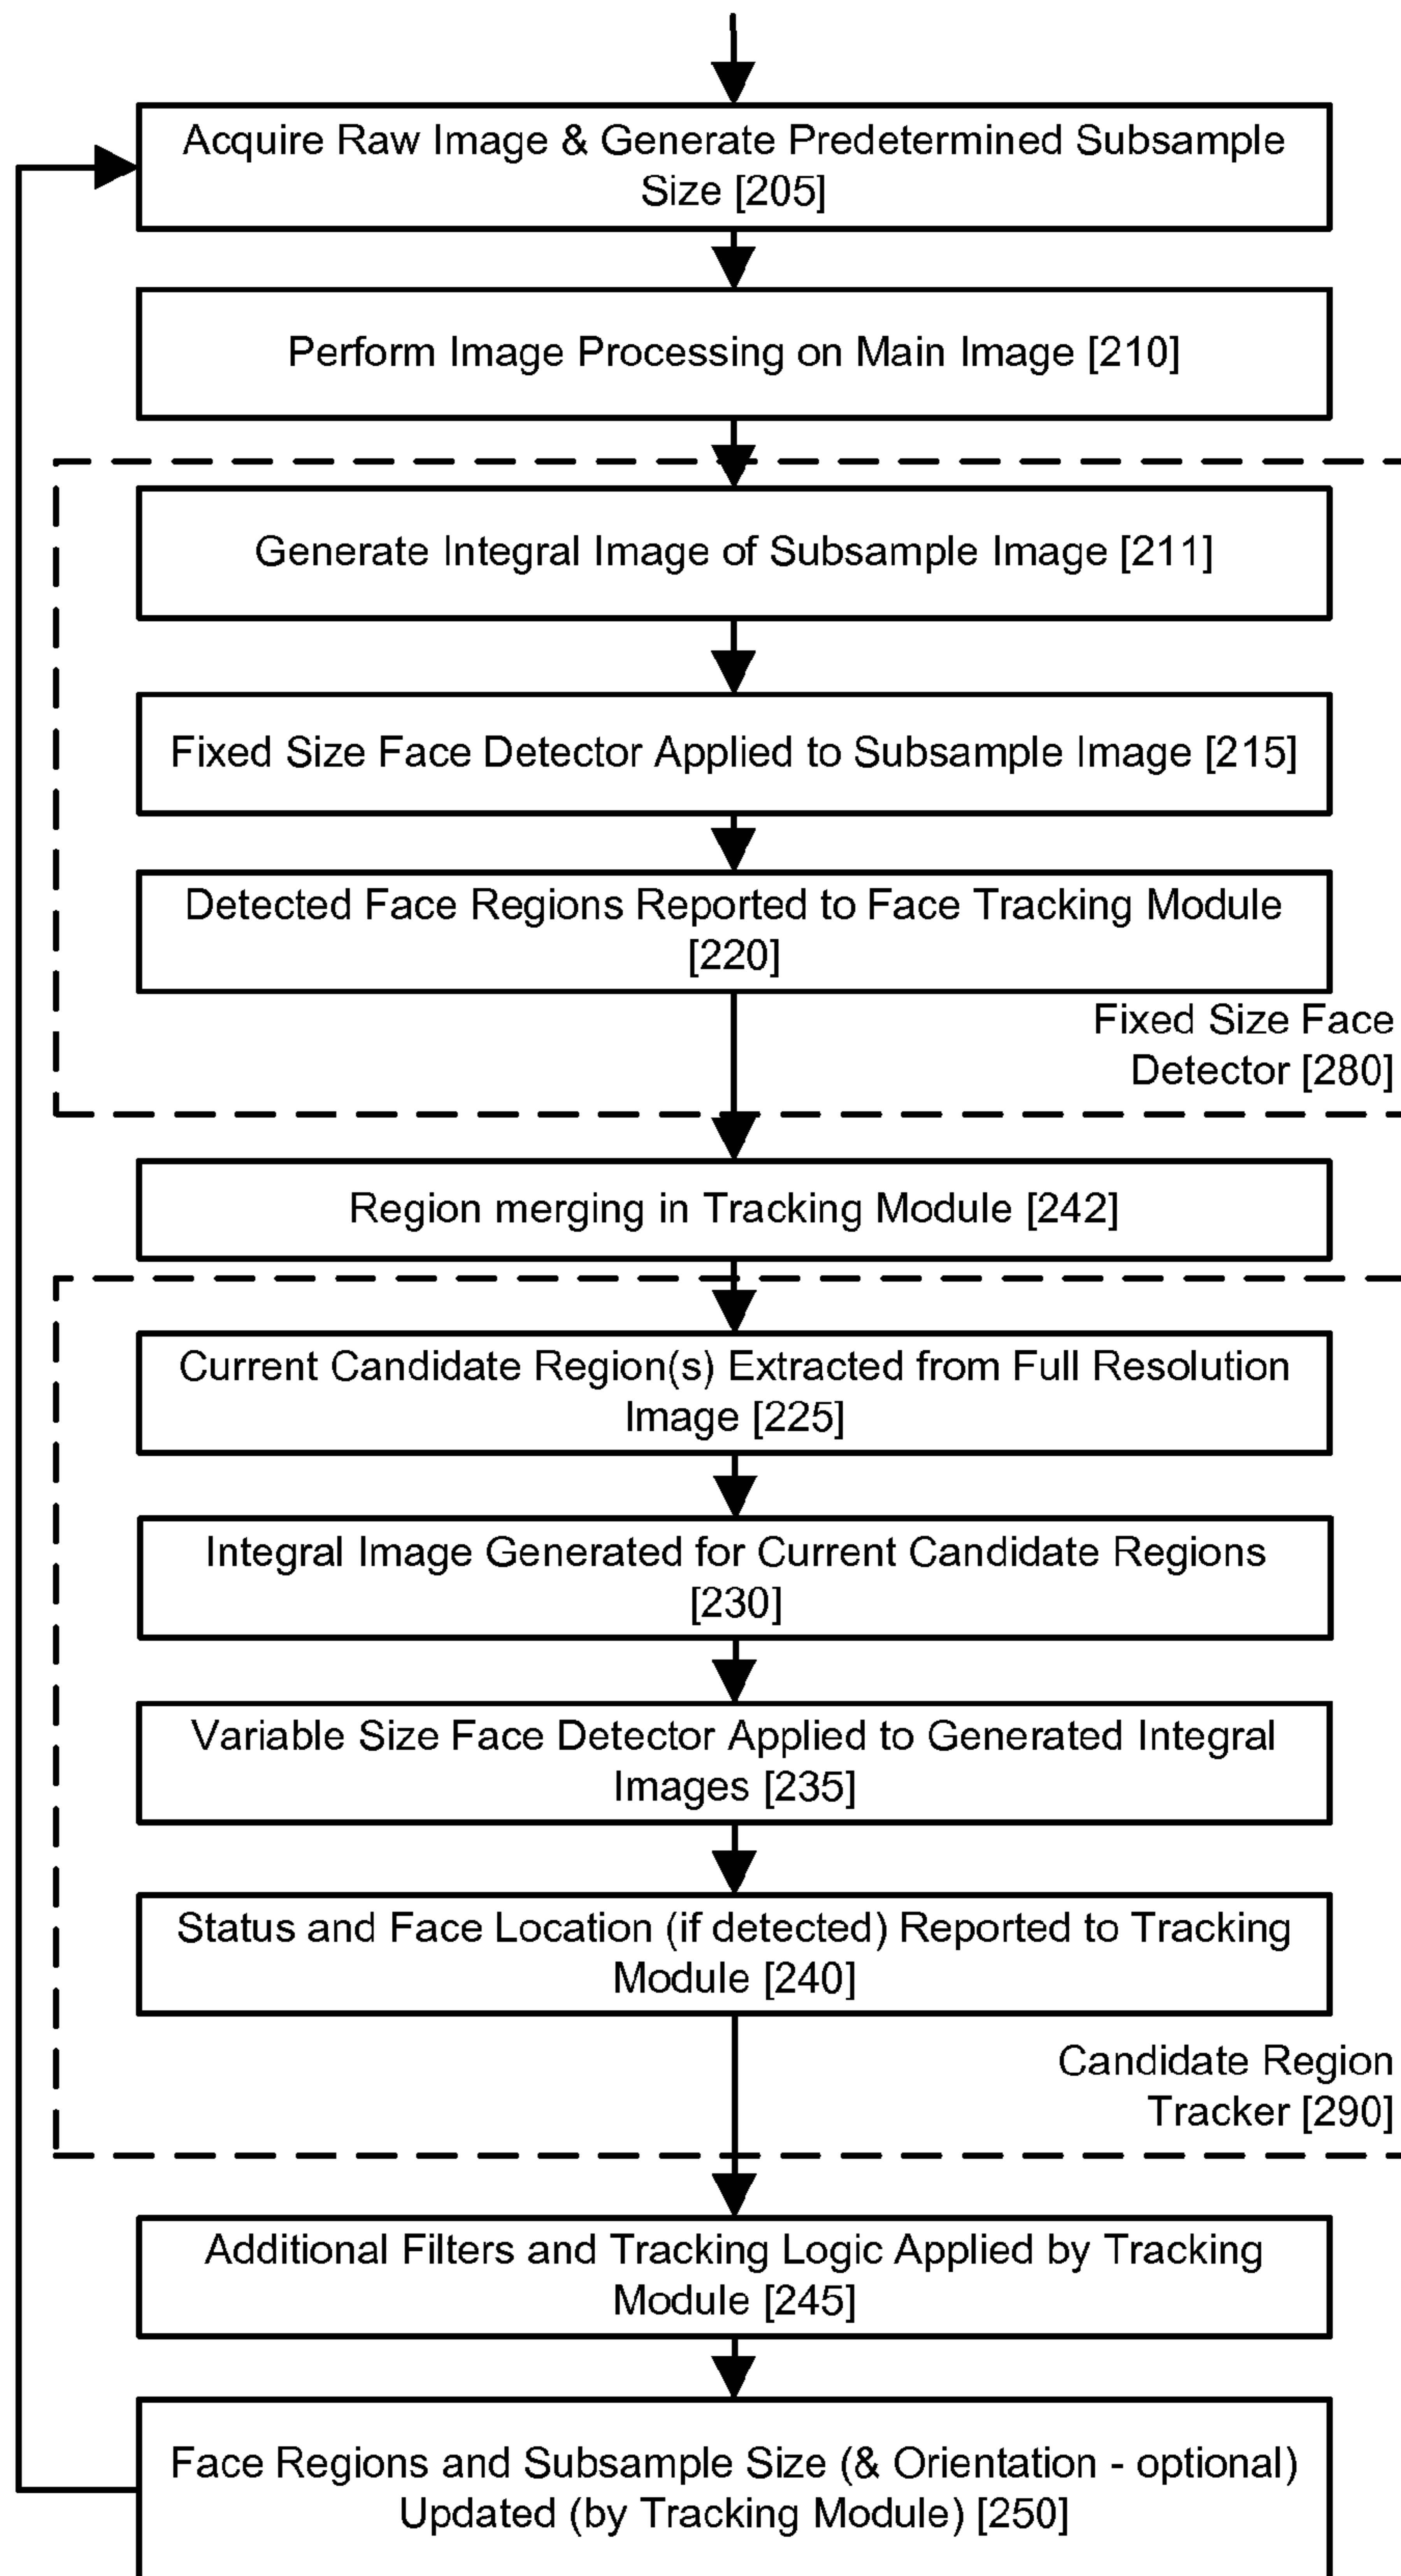 Acquire Raw Image & Generate Predetermined Subsample
Size [205]
Perform Image Processing on Main Image [210]
Generate Integral Image of Subsample Image [211]
Fixed Size Face Detector Applied to Subsample Image [215]
Detected Face Regions Reported to Face Tracking Module
[220]
Fixed Size Face
Detector [280]
Region merging in Tracking Module [242]
Current Candidate Region(s) Extracted from Full Resolution
Image [225]
Integral Image Generated for Current Candidate Regions
[230]
Variable Size Face Detector Applied to Generated Integral
Images [235]
Status and Face Location (if detected) Reported to Tracking
Module [240]
Candidate Region
Tracker [290]
Additional Filters and Tracking Logic Applied by Tracking
Module [245]
Face Regions and Subsample Size (& Orientation - optional)
Updated (by Tracking Module) [250]